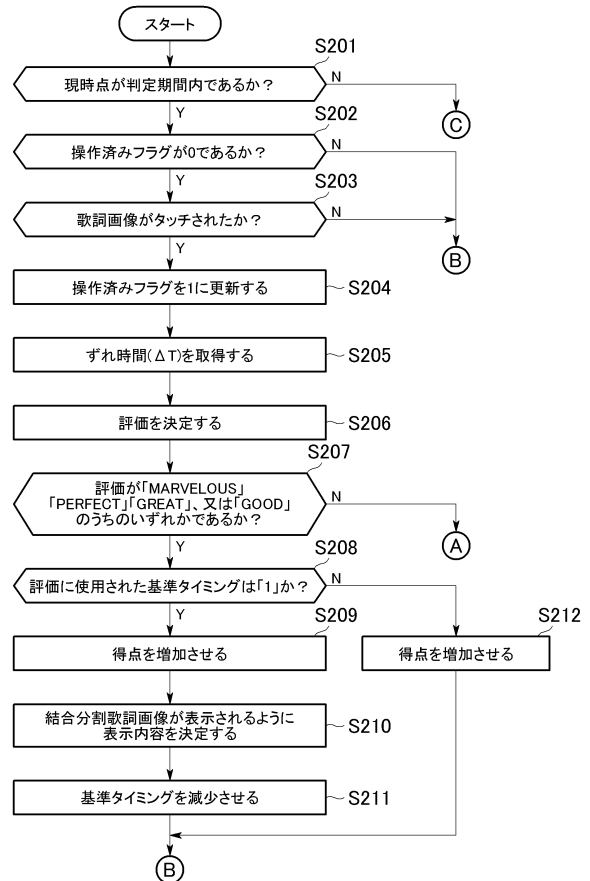 スタート
S201
現時点が判定期間内であるか？
N
Y
C
S202
操作済みフラグが0であるか？
N
Y
S203
歌詞画像がタッチされたか？
N
Y
B
操作済みフラグを1に更新する
S204
ずれ時間(ΔT)を取得する
S205
評価を決定する
S206
S207
評価が「MARVELOUS」
「PERFECT」「GREAT」、又は「GOOD」
のうちのいずれかであるか？
N
Y
A
S208
評価に使用された基準タイミングは「1」か？
N
Y
S209
得点を増加させる
S212
得点を増加させる
結合分割歌詞画像が表示されるように
表示内容を決定する
S210
基準タイミングを減少させる
S211
B